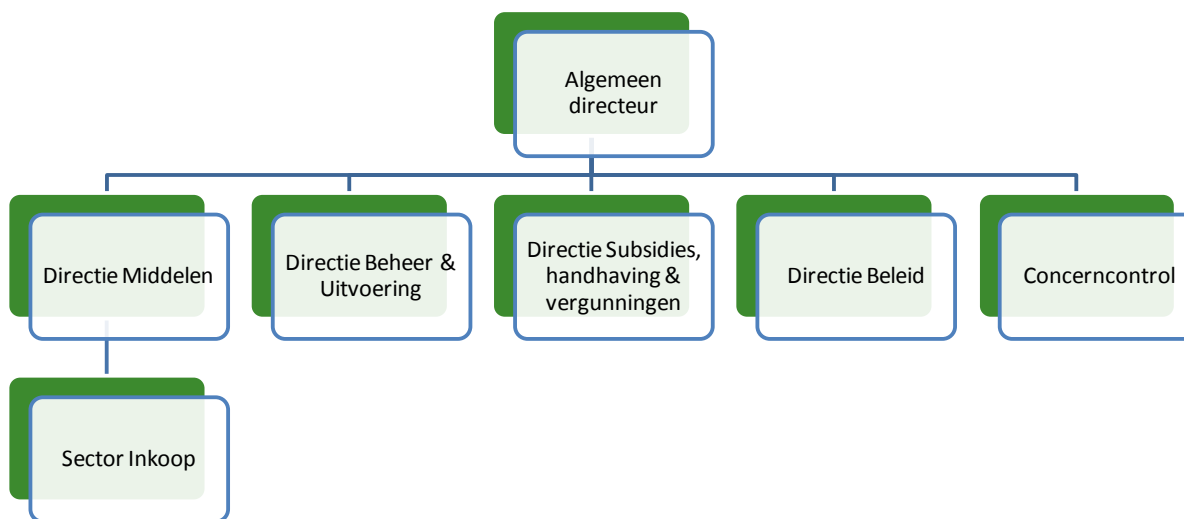 Algemeen
directeur
Directie Middelen
Directie Beheer &
Uitvoering
Directie Subsidies,
handhaving &
vergunningen
Directie Beleid
Concerncontrol
Sector Inkoop